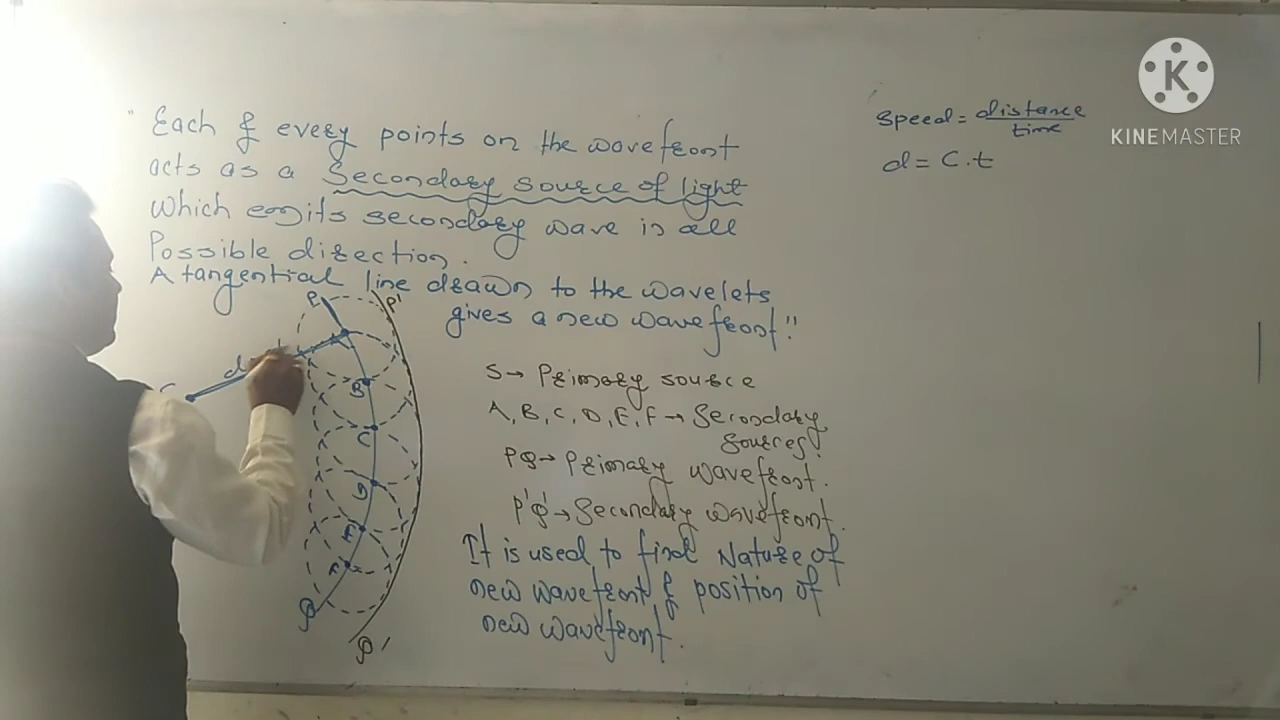 " Each & every points on the wavefront
acts as a Secondary source of light
which emits secondary wave in all
Possible direction.
A tangential line drawn to the wavelets
gives a new wavefront !!
speed = distance / time
d = C.t
KINEMASTER
P
P'
d
A
B
C
D
E
F
Q
Q'
S → Primary source
A, B, C, D, E, F → Secondary
sources.
PQ → Primary wavefront.
P'Q' → Secondary wavefront.
It is used to find Nature of
new wavefront & position of
new wavefront.